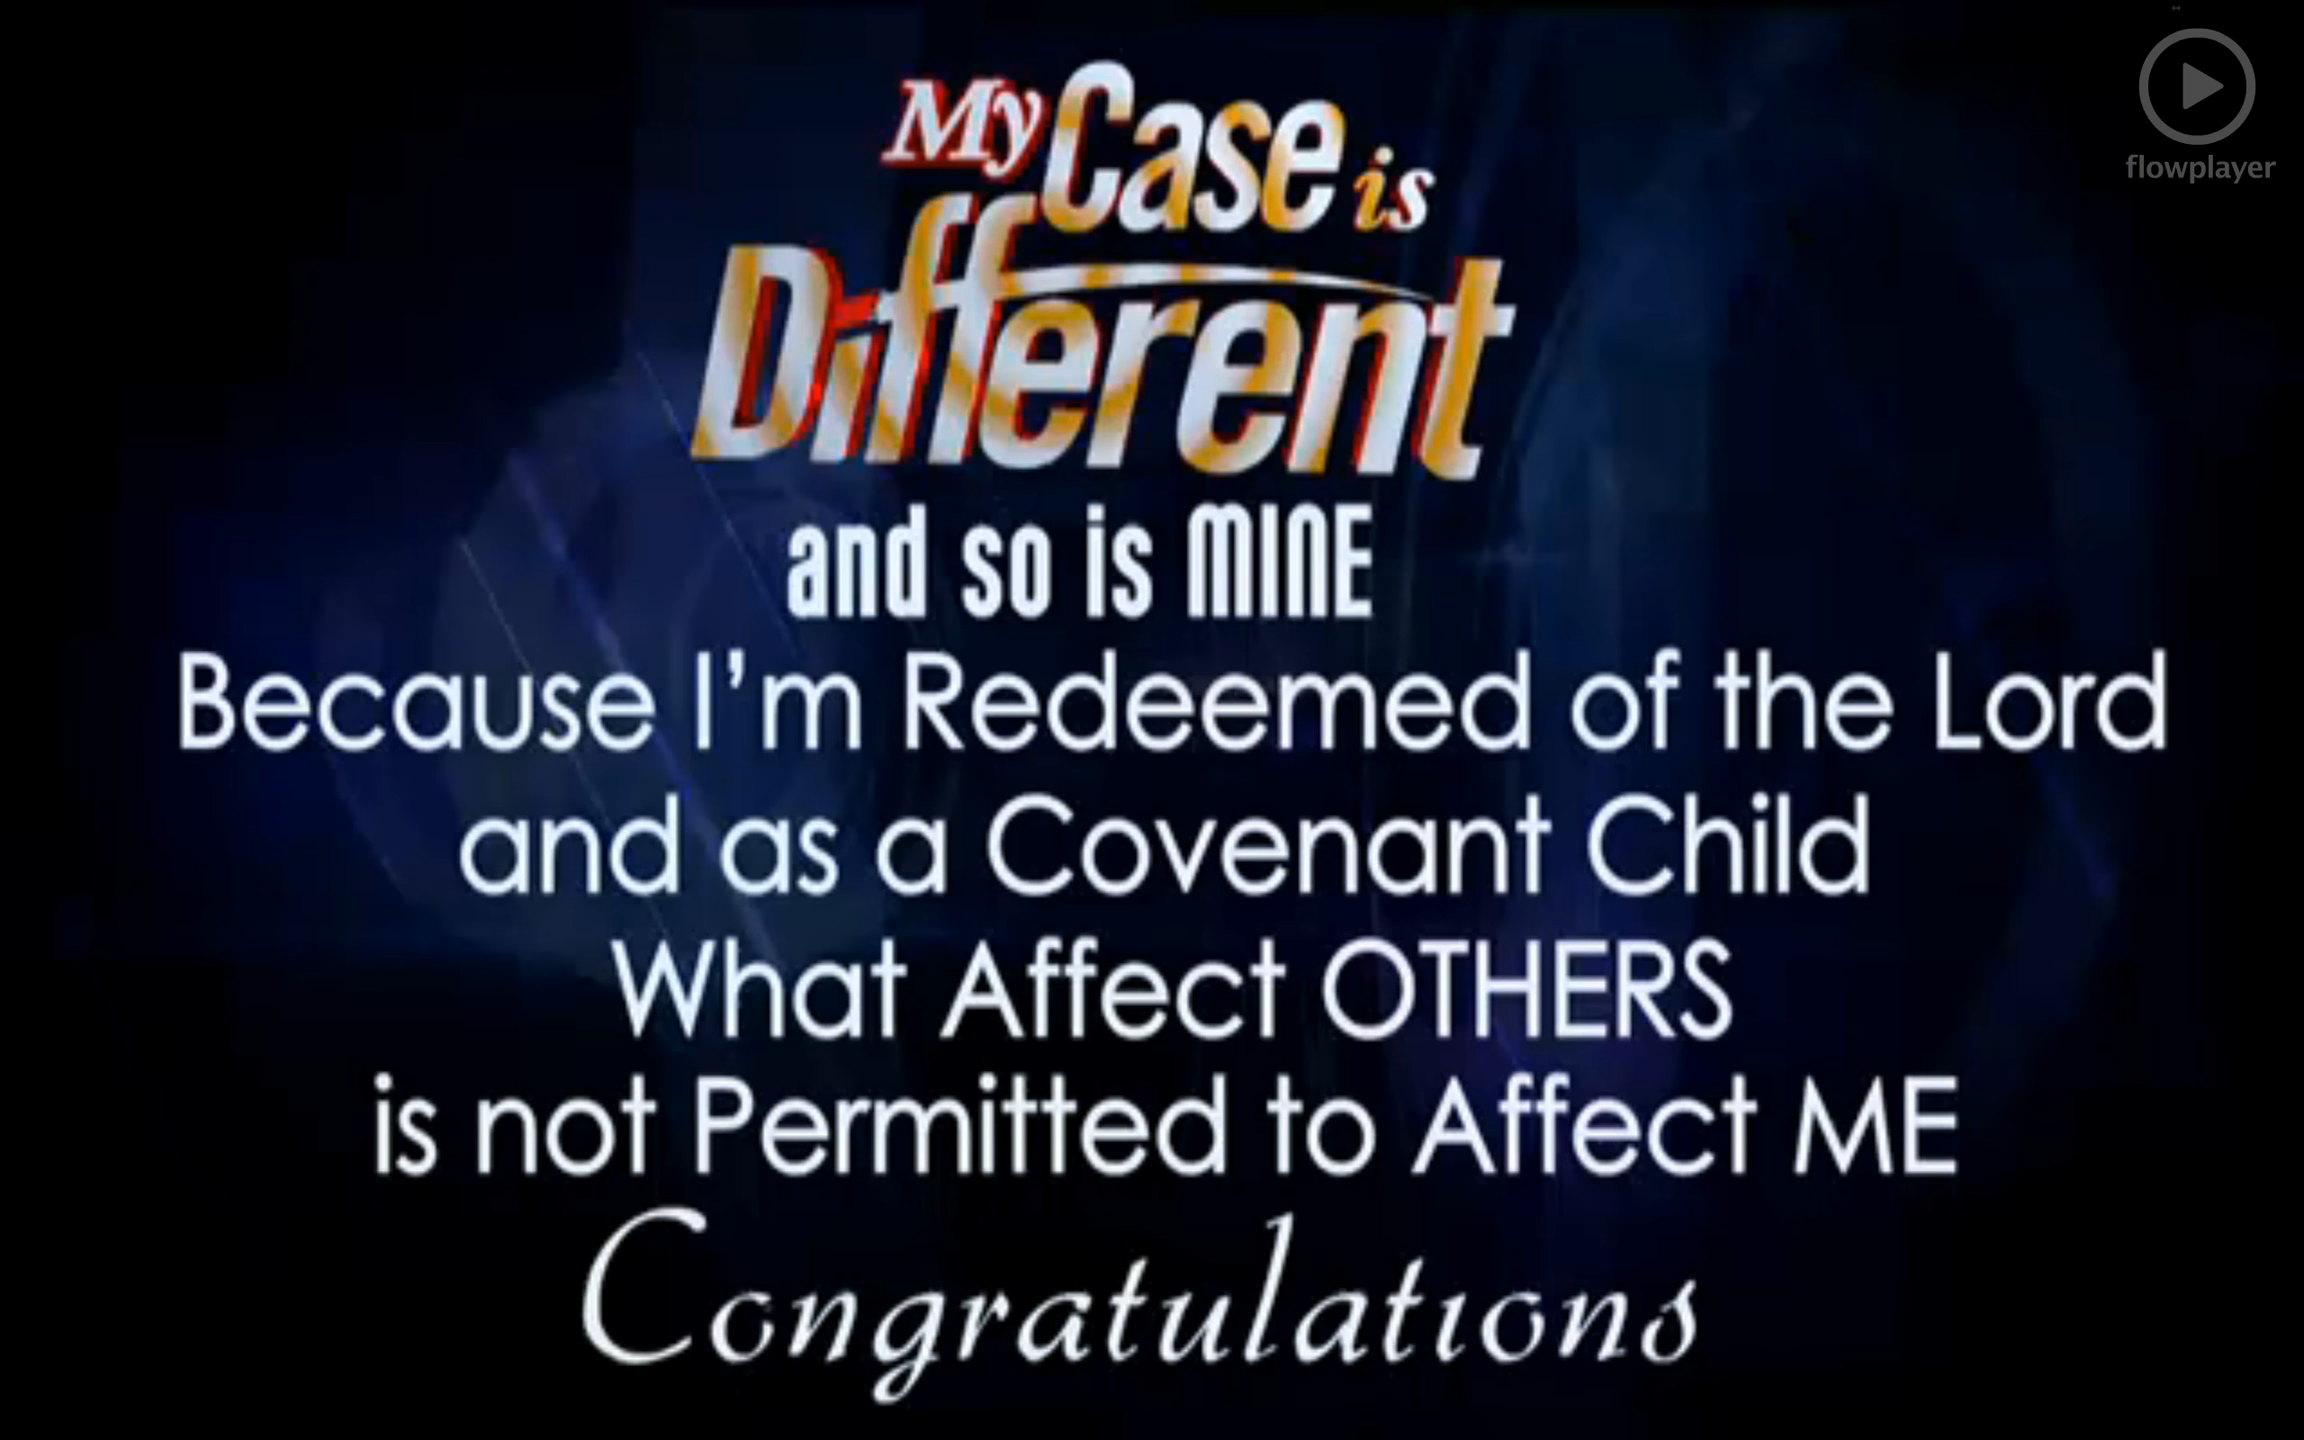 flowplayer
My Case is
Different
and so is MINE
Because I'm Redeemed of the Lord
and as a Covenant Child
What Affect OTHERS
is not Permitted to Affect ME
Congratulations